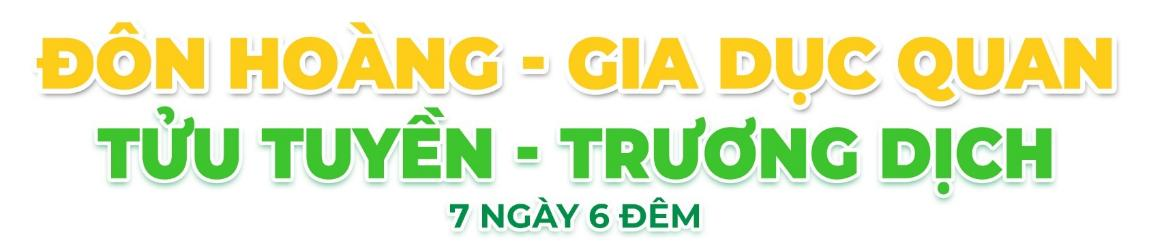 ĐÔN HOÀNG - GIA DỤC QUAN
TỬU TUYỀN - TRƯƠNG DỊCH
7 NGÀY 6 ĐÊM